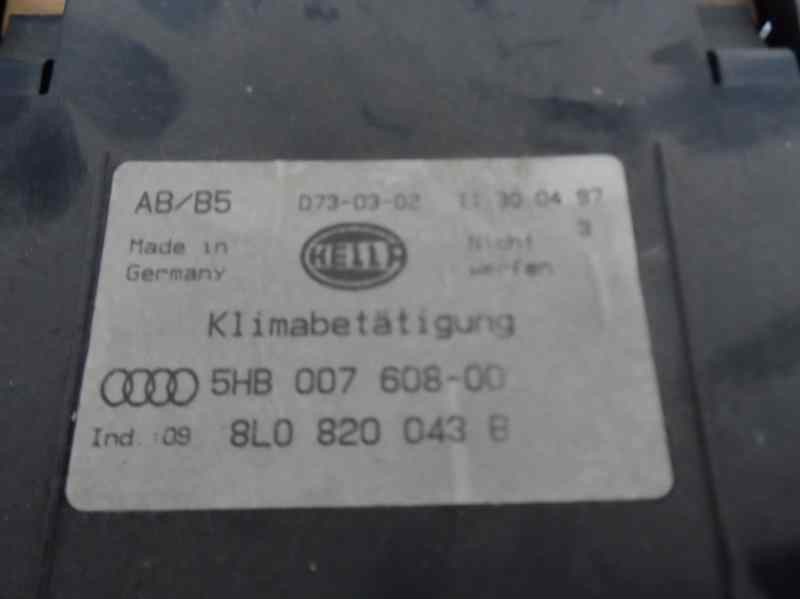 AB/B5 D73-03-02 11 30.04 97
3
Made in HELLA Nicht
Germany werfen
Klimabetätigung
5HB 007 608-00
Ind.:09 8L0 820 043 B